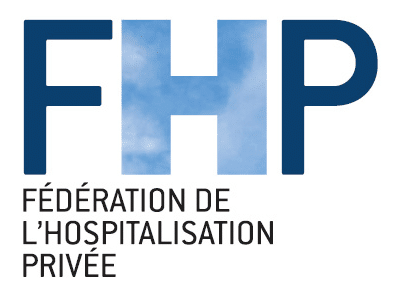 FHP
FÉDÉRATION DE
L'HOSPITALISATION
PRIVÉE